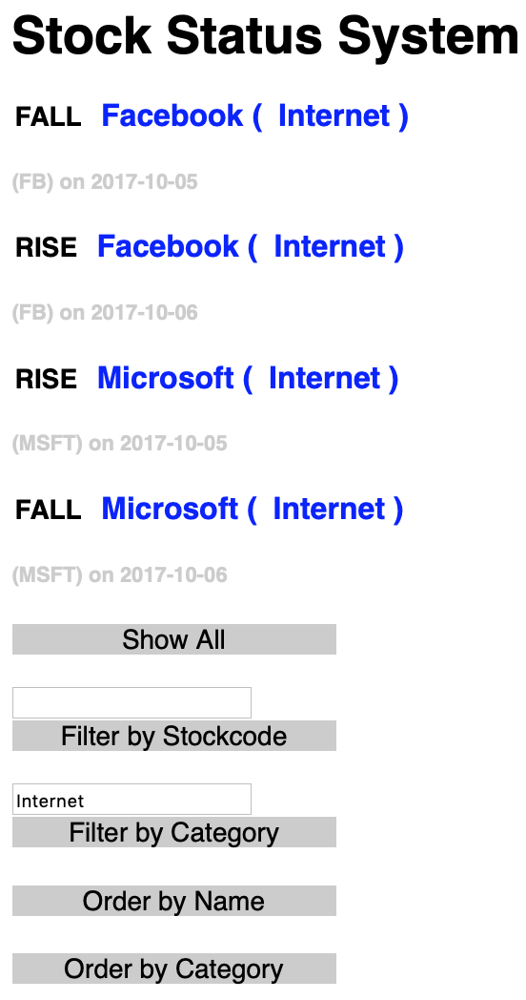 Stock Status System
FALL Facebook ( Internet )
(FB) on 2017-10-05
RISE Facebook ( Internet )
(FB) on 2017-10-06
RISE Microsoft ( Internet )
(MSFT) on 2017-10-05
FALL Microsoft ( Internet )
(MSFT) on 2017-10-06
Show All
Filter by Stockcode
Internet
Filter by Category
Order by Name
Order by Category